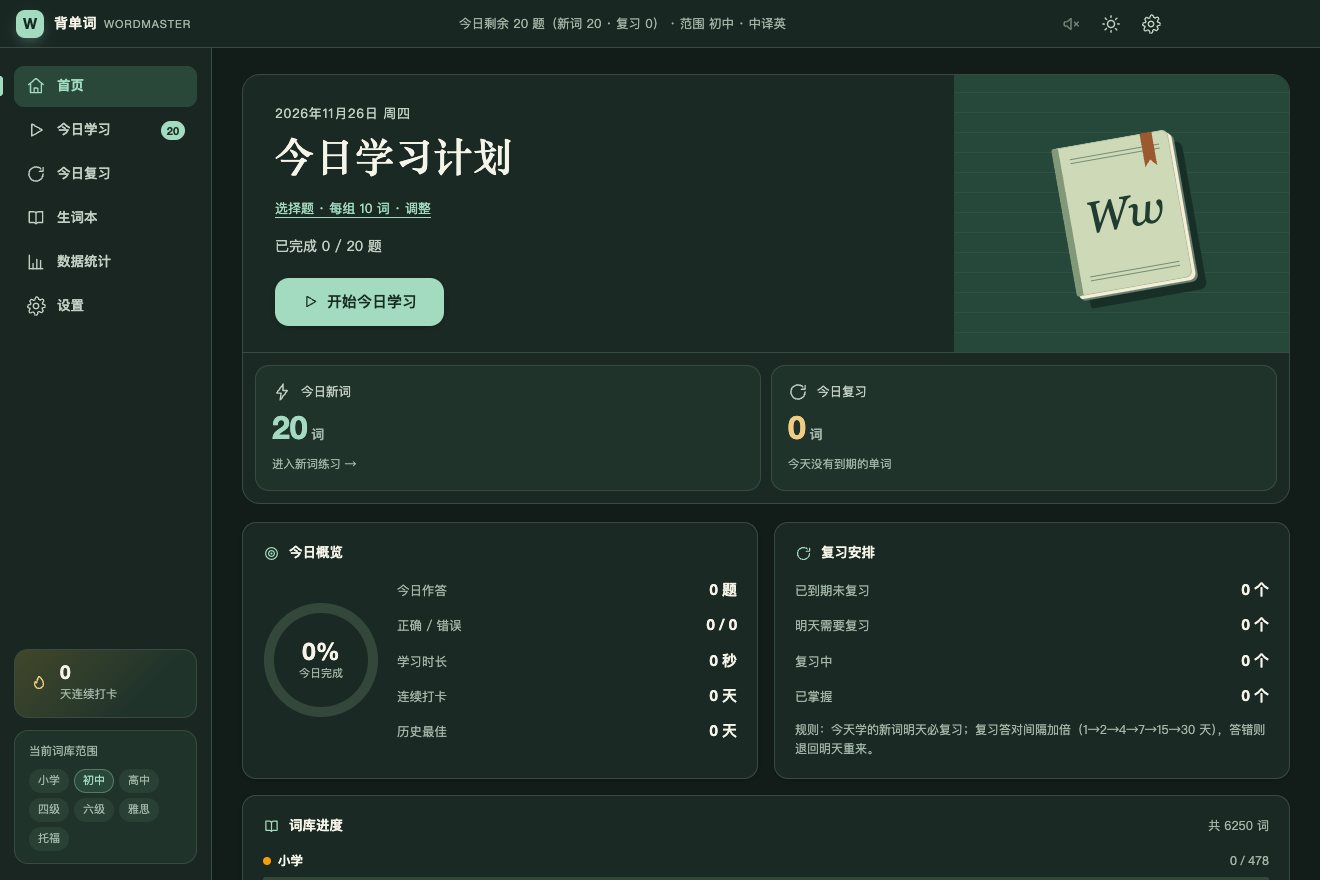 W 背单词 WORDMASTER
今日剩余 20 题（新词 20 · 复习 0） · 范围 初中 · 中译英
首页
今日学习 20
今日复习
生词本
数据统计
设置
0
天连续打卡
当前词库范围
小学 初中 高中
四级 六级 雅思
托福
2026年11月26日 周四
今日学习计划
选择题 · 每组 10 词 · 调整
已完成 0 / 20 题
开始今日学习
Ww
今日新词
20 词
进入新词练习 →
今日复习
0 词
今天没有到期的单词
今日概览
0%
今日完成
今日作答 0 题
正确 / 错误 0 / 0
学习时长 0 秒
连续打卡 0 天
历史最佳 0 天
复习安排
已到期未复习 0 个
明天需要复习 0 个
复习中 0 个
已掌握 0 个
规则：今天学的新词明天必复习；复习答对间隔加倍（1→2→4→7→15→30 天），答错则
退回明天重来。
词库进度 共 6250 词
小学 0 / 478